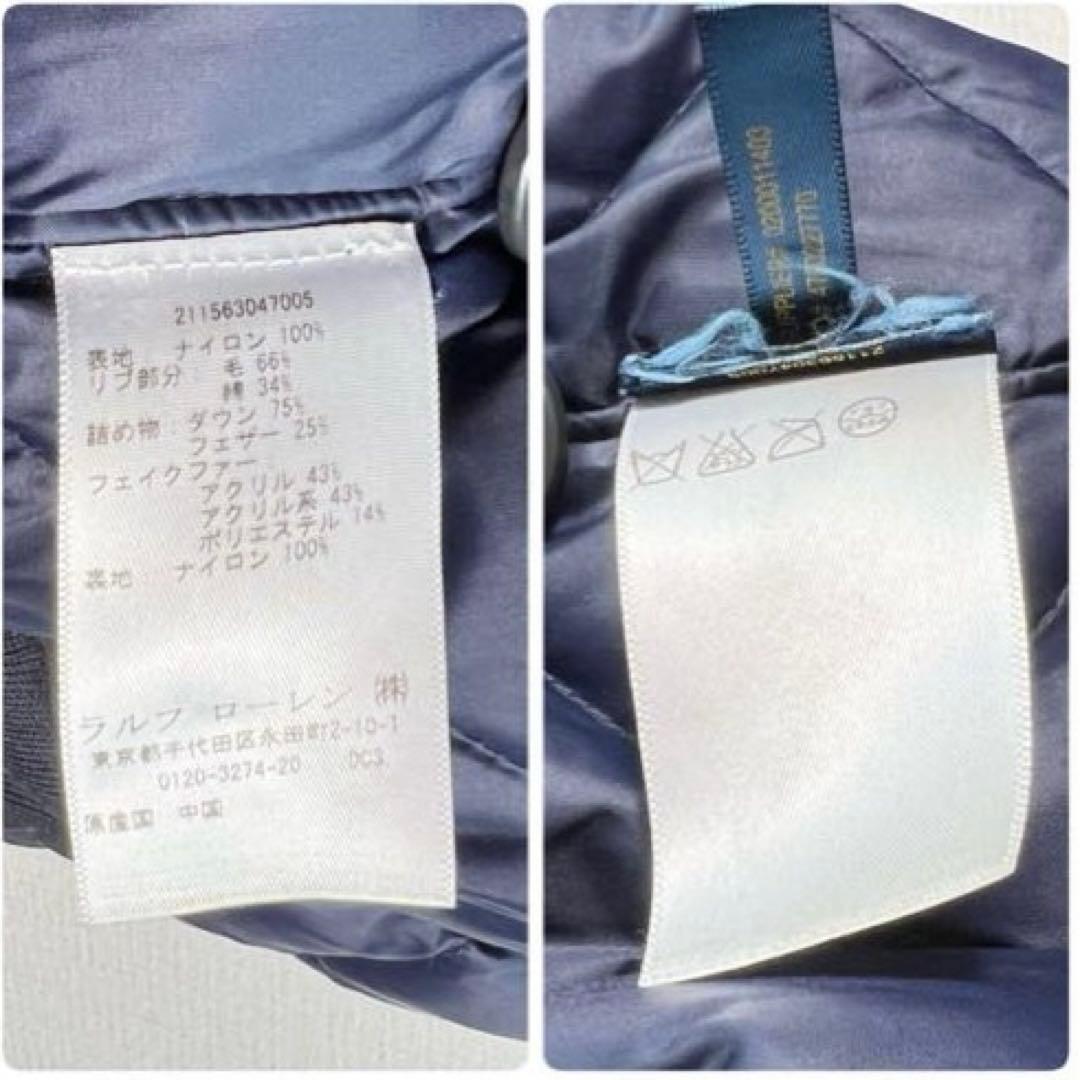 211563047005
表地 ナイロン 100%
リブ部分 毛 66%
綿 34%
詰め物 : ダウン 75%
フェザー 25%
フェイクファー
アクリル 43%
アクリル系 43%
ポリエステル 14%
裏地 ナイロン 100%
ラルフ ローレン (株)
東京都千代田区永田町2-10-1
0120-3274-20 DC3
原産国 中国
1200011403